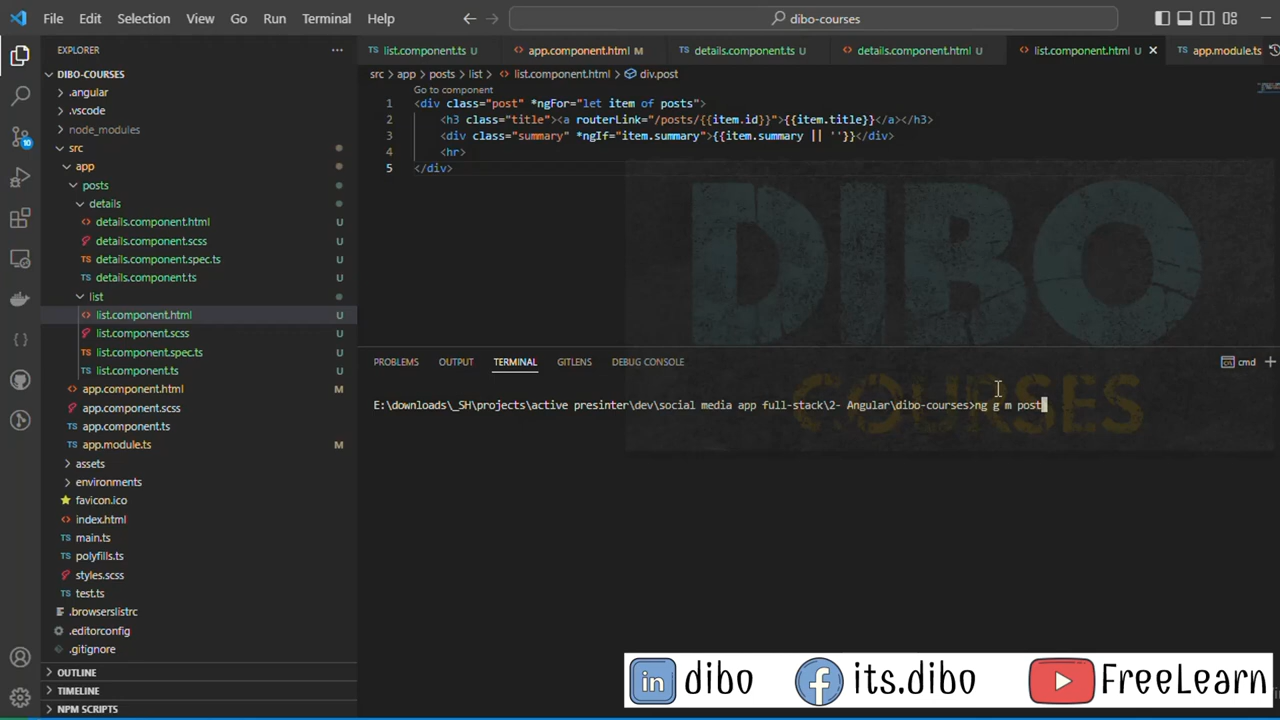 File Edit Selection View Go Run Terminal Help
dibo-courses
EXPLORER
DIBO-COURSES
.angular
.vscode
node_modules
src
app
posts
details
details.component.html U
details.component.scss U
details.component.spec.ts U
details.component.ts U
list
list.component.html U
list.component.scss U
list.component.spec.ts U
list.component.ts U
app.component.html M
app.component.scss
app.component.ts
app.module.ts M
assets
environments
favicon.ico
index.html
main.ts
polyfills.ts
styles.scss
test.ts
.browserslistrc
.editorconfig
.gitignore
OUTLINE
TIMELINE
NPM SCRIPTS
list.component.ts U app.component.html M details.component.ts U details.component.html U list.component.html U app.module.ts M
src > app > posts > list > list.component.html > div.post
Go to component
1 <div class="post" *ngFor="let item of posts">
2 <h3 class="title"><a routerLink="/posts/{{item.id}}">{{item.title}}</a></h3>
3 <div class="summary" *ngIf="item.summary">{{item.summary || ''}}</div>
4 <hr>
5 </div>
DIBO
COURSES
PROBLEMS OUTPUT TERMINAL GITLENS DEBUG CONSOLE
cmd
E:\downloads\_SH\projects\active presinter\dev\social media app full-stack\2- Angular\dibo-courses>ng g m post
in dibo
f its.dibo
FreeLearn